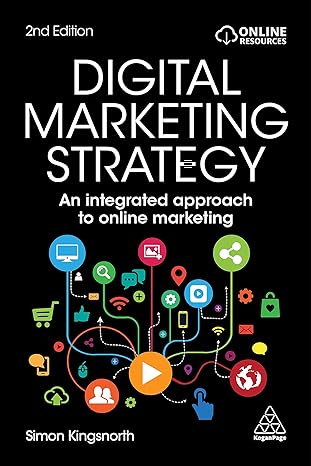 2nd Edition
ONLINE
RESOURCES
DIGITAL
MARKETING
STRATEGY
An integrated approach
to online marketing
Simon Kingsnorth
KoganPage